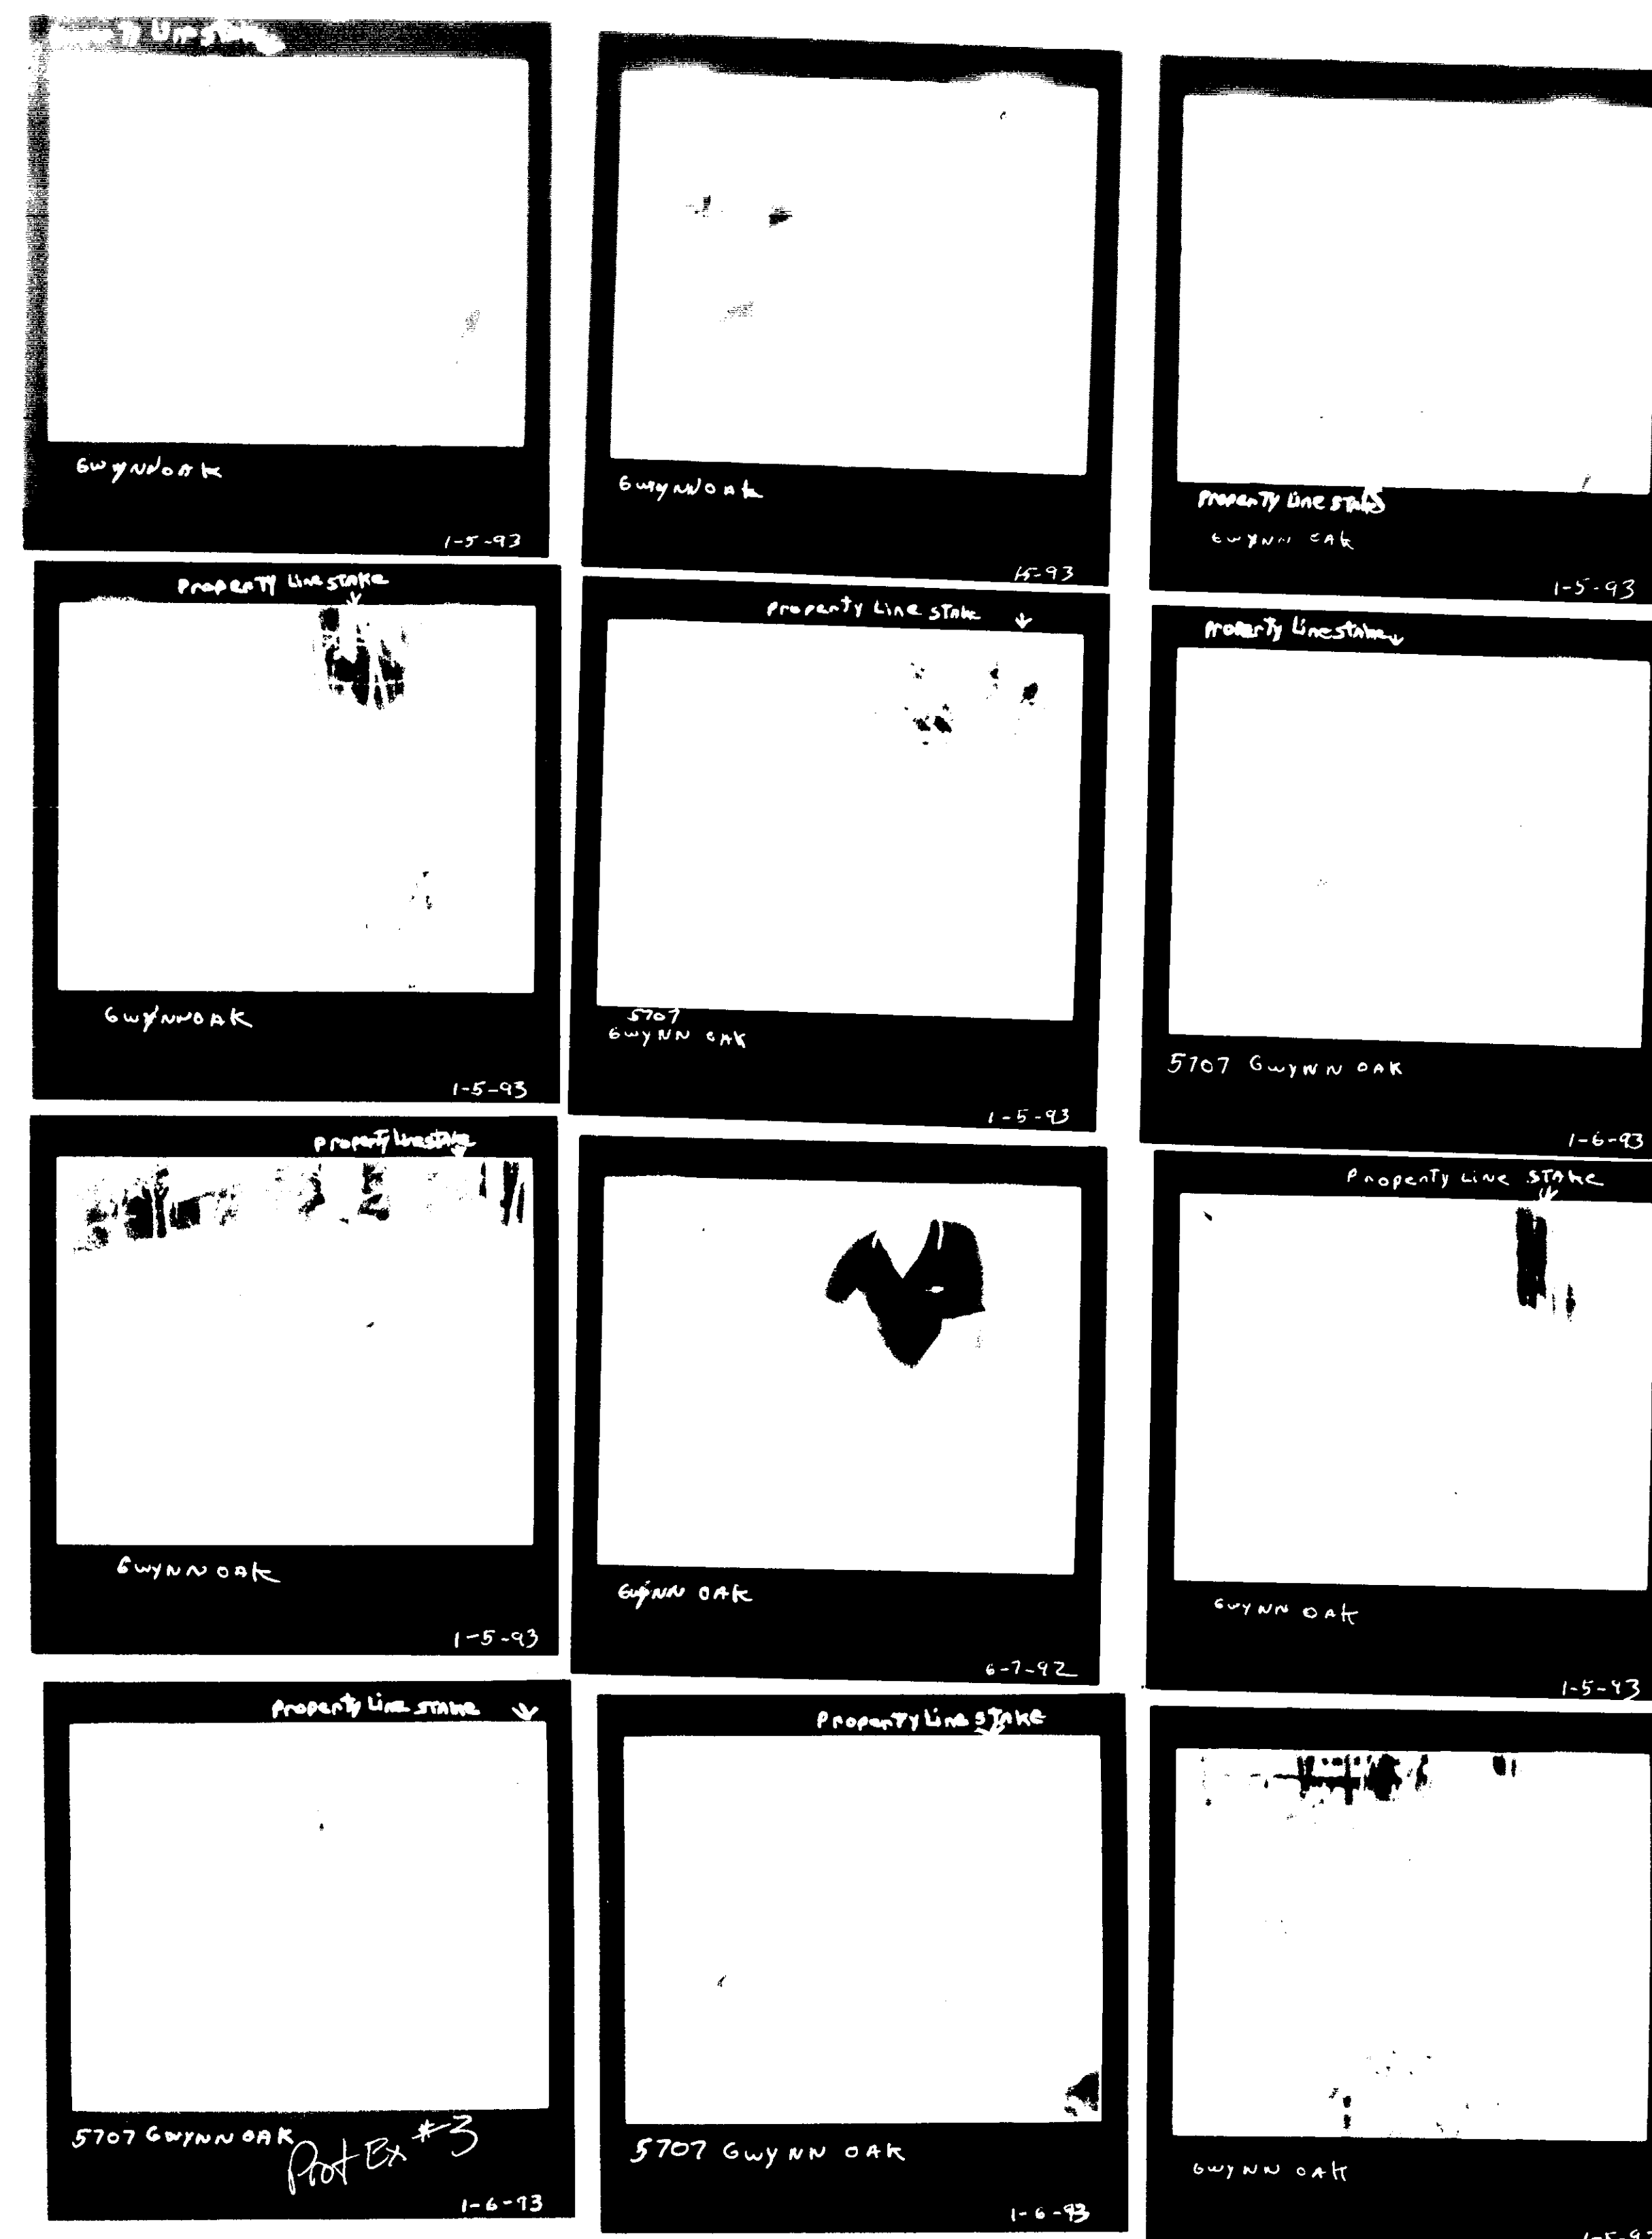 Property Line Stake
GWYNN OAK
1-5-93
GWYNN OAK
1-5-93
Property Line Stake
GWYNN OAK
1-5-93
Property Line STAKE
GWYNN OAK
1-5-93
Property Line STAKE
5707
GWYNN OAK
1-5-93
Property Line Stake
5707 GWYNN OAK
1-6-93
Property Line Stake
GWYNN OAK
1-5-93
GWYNN OAK
6-7-92
Property Line STAKE
GWYNN OAK
1-5-93
Property Line STAKE
5707 GWYNN OAK
Prot Ex #3
1-6-93
Property Line STAKE
5707 GWYNN OAK
1-6-93
GWYNN OAK